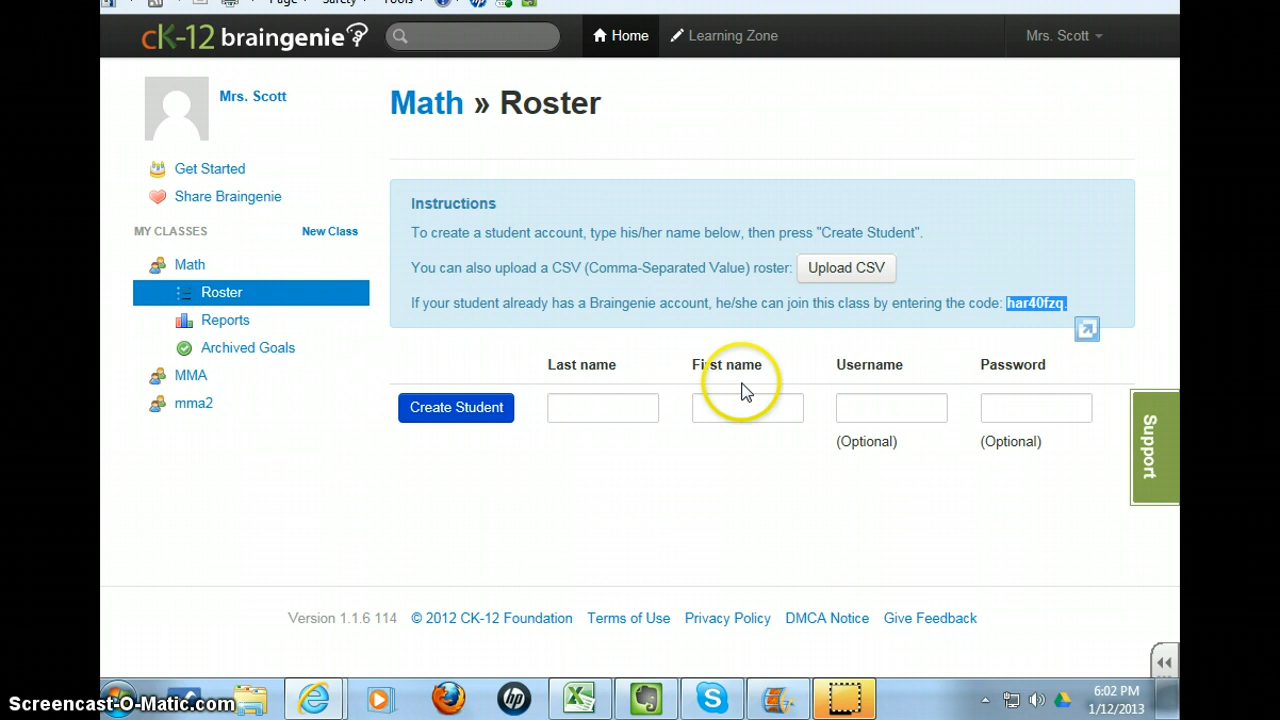 Page Safety Tools
cK-12 braingenie
Home
Learning Zone
Mrs. Scott
Mrs. Scott
Get Started
Share Braingenie
MY CLASSES New Class
Math
Roster
Reports
Archived Goals
MMA
mma2
Math » Roster
Instructions
To create a student account, type his/her name below, then press "Create Student".
You can also upload a CSV (Comma-Separated Value) roster: Upload CSV
If your student already has a Braingenie account, he/she can join this class by entering the code: har40fzq.
Last name First name Username Password
Create Student
(Optional) (Optional)
Support
Version 1.1.6 114 © 2012 CK-12 Foundation Terms of Use Privacy Policy DMCA Notice Give Feedback
hp
6:02 PM
1/12/2013
Screencast-O-Matic.com